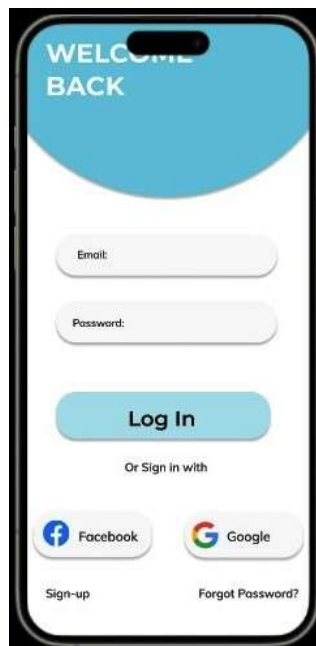 WELCOME
BACK
Email:
Password:
Log In
Or Sign in with
Facebook
Google
Sign-up
Forgot Password?